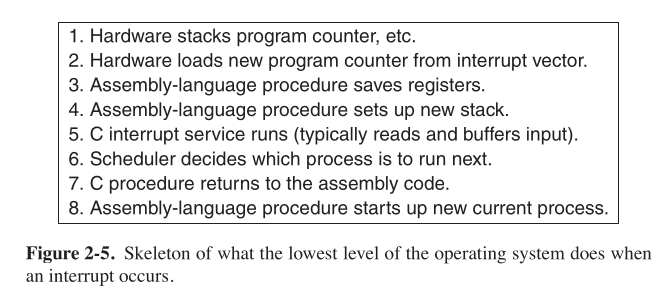 1. Hardware stacks program counter, etc.
2. Hardware loads new program counter from interrupt vector.
3. Assembly-language procedure saves registers.
4. Assembly-language procedure sets up new stack.
5. C interrupt service runs (typically reads and buffers input).
6. Scheduler decides which process is to run next.
7. C procedure returns to the assembly code.
8. Assembly-language procedure starts up new current process.
Figure 2-5. Skeleton of what the lowest level of the operating system does when
an interrupt occurs.